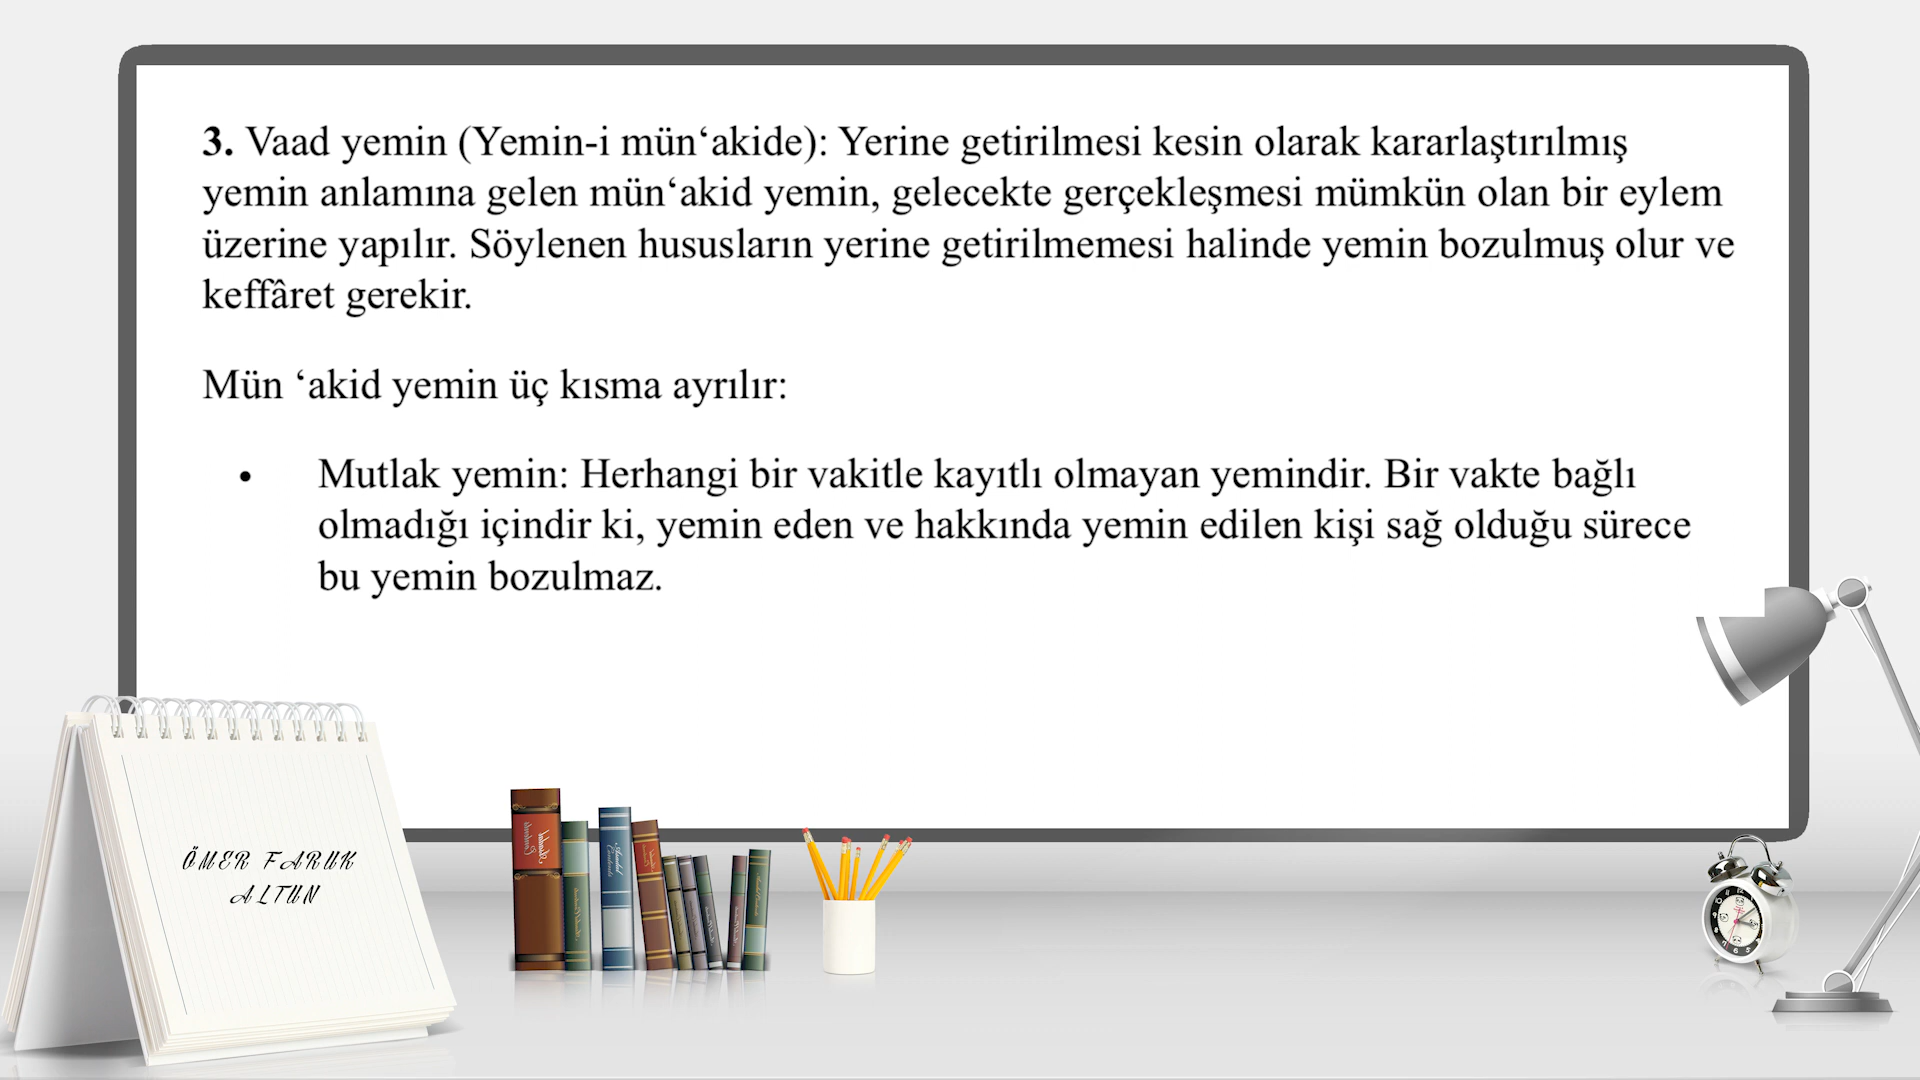 3. Vaad yemin (Yemin-i mün‘akide): Yerine getirilmesi kesin olarak kararlaştırılmış
yemin anlamına gelen mün‘akid yemin, gelecekte gerçekleşmesi mümkün olan bir eylem
üzerine yapılır. Söylenen hususların yerine getirilmemesi halinde yemin bozulmuş olur ve
keffâret gerekir.
Mün ‘akid yemin üç kısma ayrılır:
• Mutlak yemin: Herhangi bir vakitle kayıtlı olmayan yemindir. Bir vakte bağlı
olmadığı içindir ki, yemin eden ve hakkında yemin edilen kişi sağ olduğu sürece
bu yemin bozulmaz.
ÖMER FARUK
ALTUN